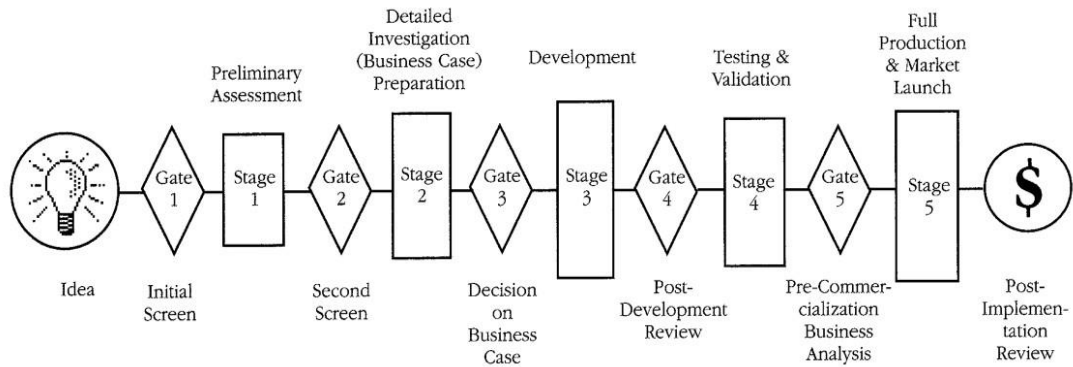 Detailed
Investigation
(Business Case)
Preparation
Full
Production
& Market
Launch
Preliminary
Assessment
Development
Testing &
Validation
Gate
1
Stage
1
Gate
2
Stage
2
Gate
3
Stage
3
Gate
4
Stage
4
Gate
5
Stage
5
$
Idea
Initial
Screen
Second
Screen
Decision
on
Business
Case
Post-
Development
Review
Pre-Commer-
cialization
Business
Analysis
Post-
Implemen-
tation
Review